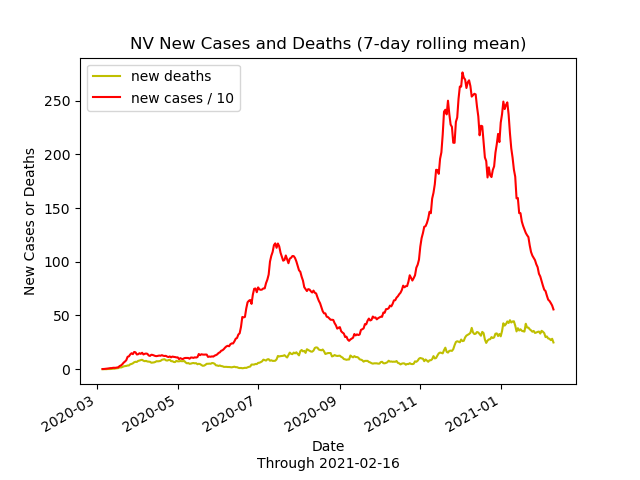 NV New Cases and Deaths (7-day rolling mean)
new deaths
new cases / 10
250
200
150
100
50
0
New Cases or Deaths
2020-03
2020-05
2020-07
2020-09
2020-11
2021-01
Date
Through 2021-02-16